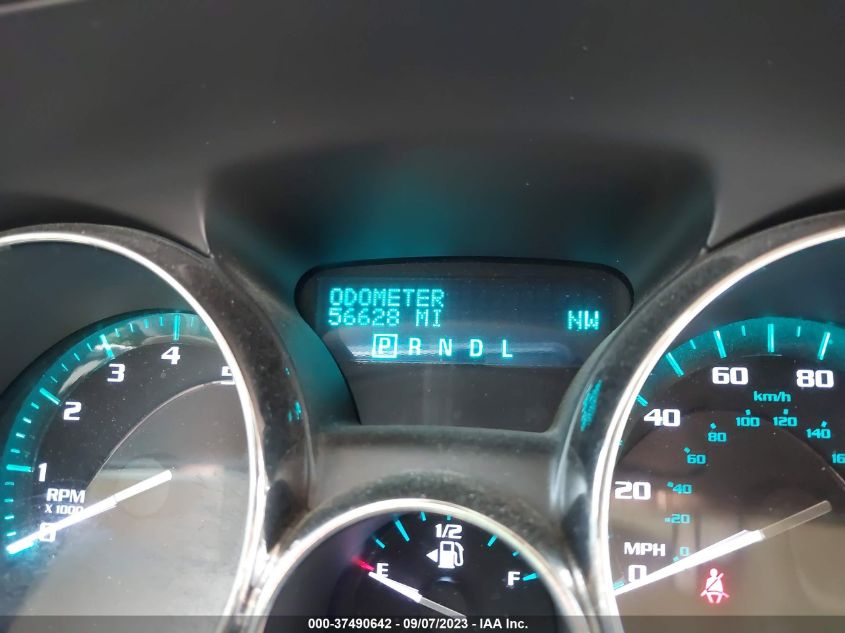 ODOMETER
56628 MI NW
P R N D L
0 1 2 3 4 5
RPM
X 1000
E 1/2 F
0 20 40 60 80
MPH
km/h
0 20 40 60 80 100 120 140 16
000-37490642 - 09/07/2023 - IAA Inc.